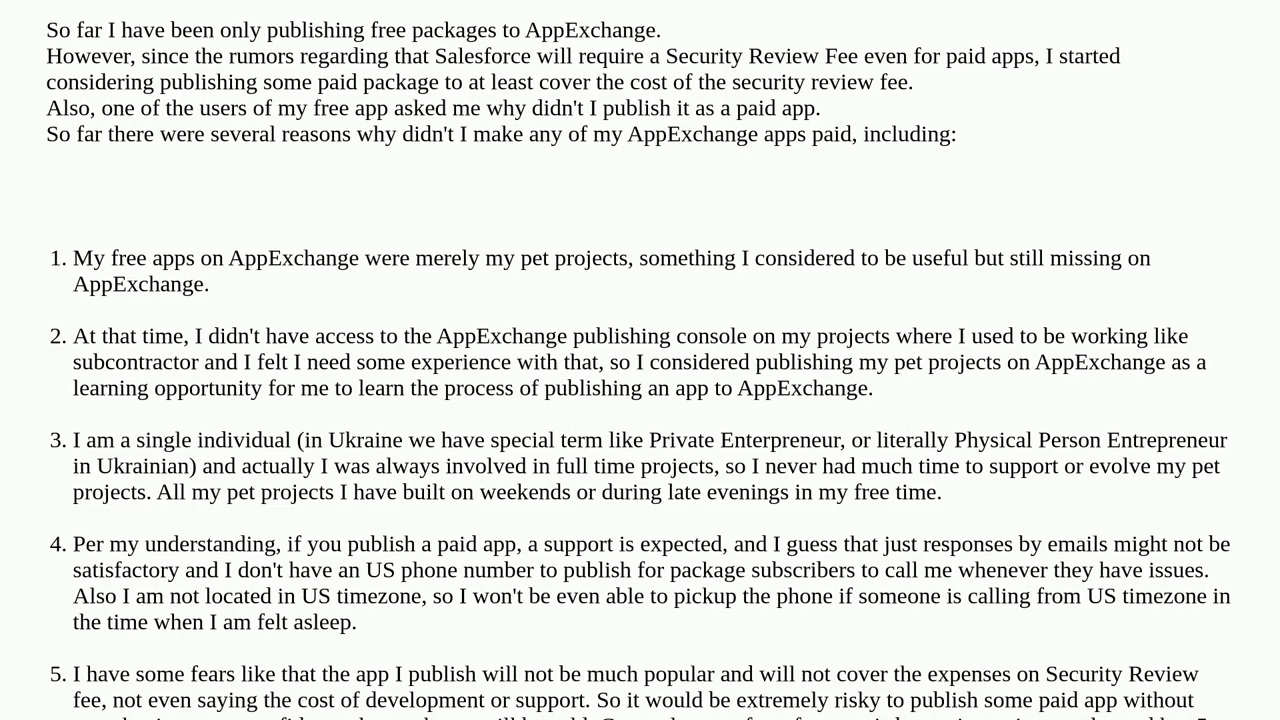 So far I have been only publishing free packages to AppExchange.
However, since the rumors regarding that Salesforce will require a Security Review Fee even for paid apps, I started
considering publishing some paid package to at least cover the cost of the security review fee.
Also, one of the users of my free app asked me why didn't I publish it as a paid app.
So far there were several reasons why didn't I make any of my AppExchange apps paid, including:
1. My free apps on AppExchange were merely my pet projects, something I considered to be useful but still missing on
AppExchange.
2. At that time, I didn't have access to the AppExchange publishing console on my projects where I used to be working like
subcontractor and I felt I need some experience with that, so I considered publishing my pet projects on AppExchange as a
learning opportunity for me to learn the process of publishing an app to AppExchange.
3. I am a single individual (in Ukraine we have special term like Private Enterpreneur, or literally Physical Person Entrepreneur
in Ukrainian) and actually I was always involved in full time projects, so I never had much time to support or evolve my pet
projects. All my pet projects I have built on weekends or during late evenings in my free time.
4. Per my understanding, if you publish a paid app, a support is expected, and I guess that just responses by emails might not be
satisfactory and I don't have an US phone number to publish for package subscribers to call me whenever they have issues.
Also I am not located in US timezone, so I won't be even able to pickup the phone if someone is calling from US timezone in
the time when I am felt asleep.
5. I have some fears like that the app I publish will not be much popular and will not cover the expenses on Security Review
fee, not even saying the cost of development or support. So it would be extremely risky to publish some paid app without